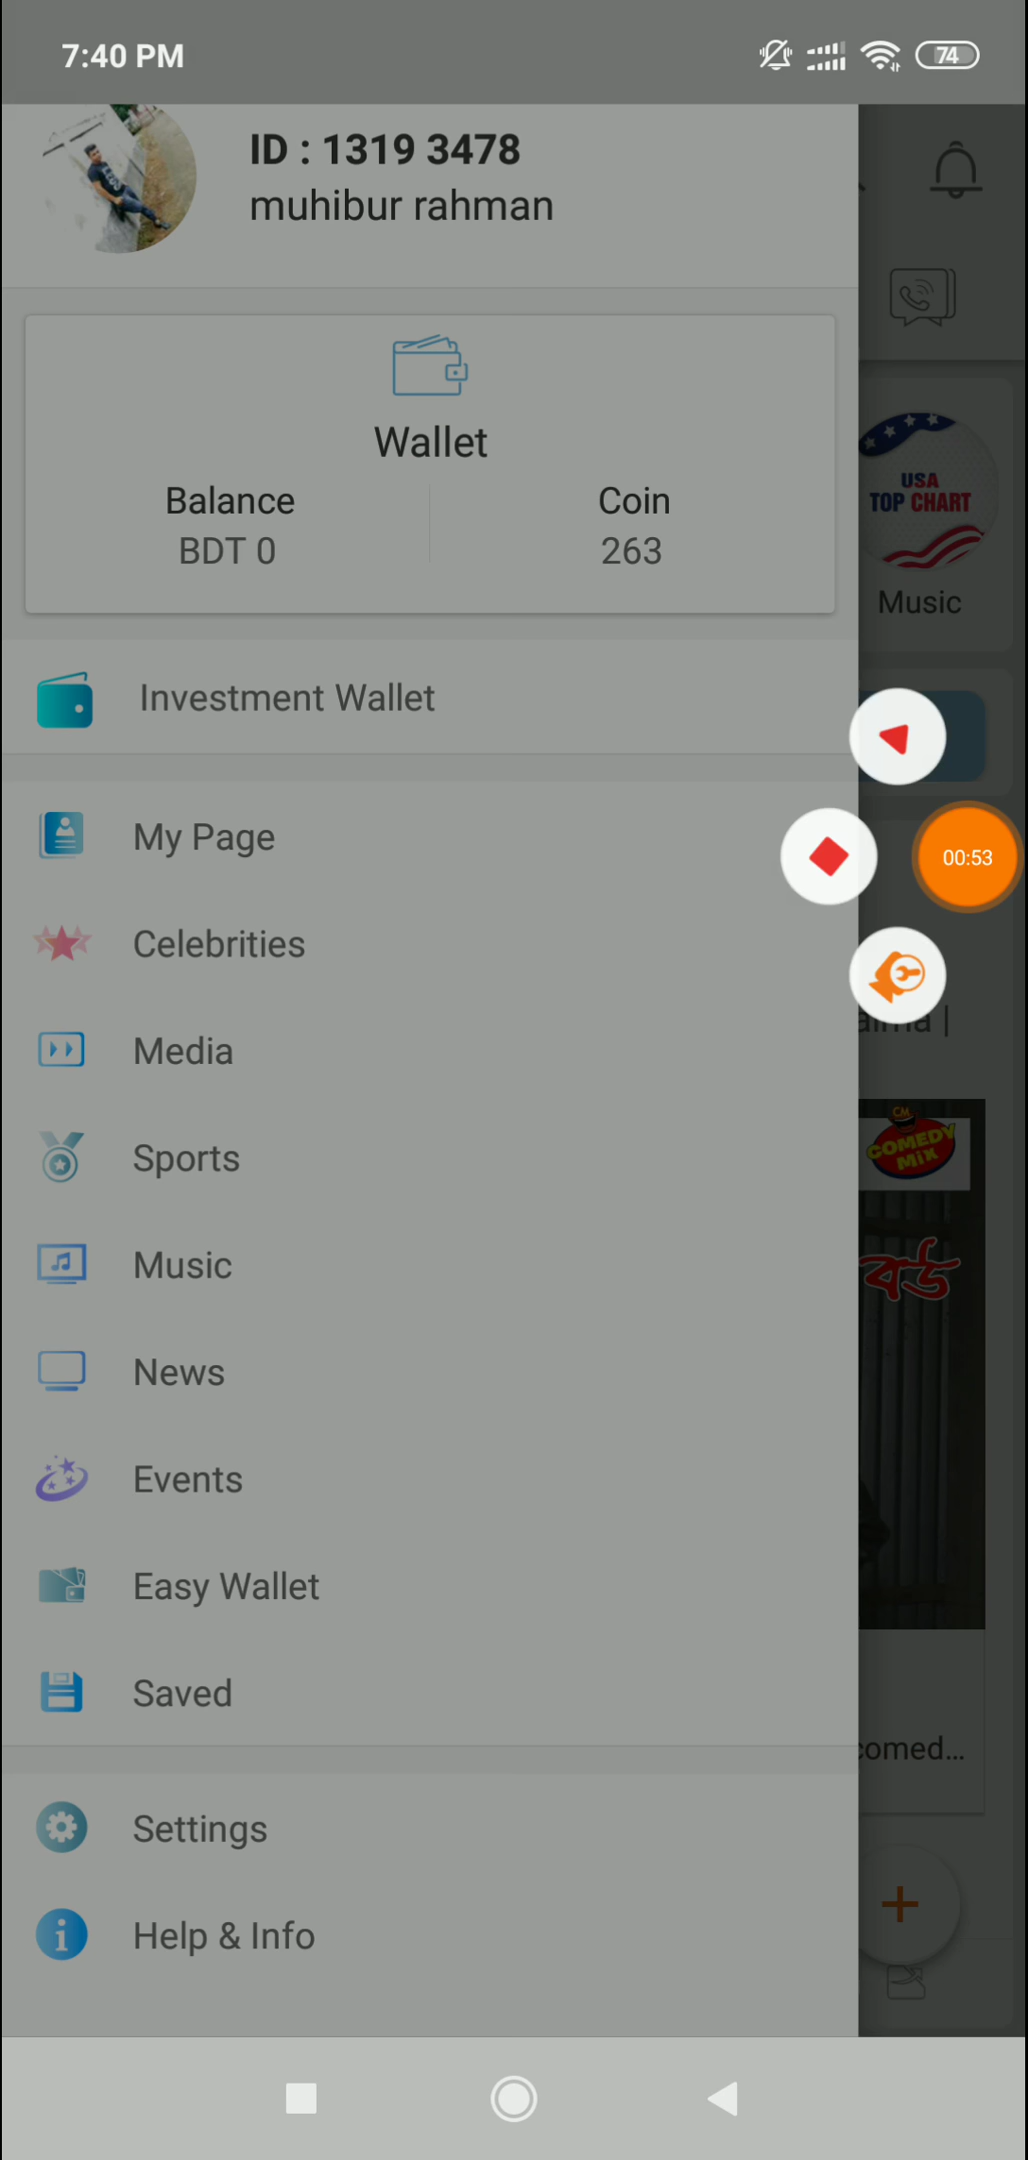 7:40 PM
74
ID : 1319 3478
muhibur rahman
Wallet
Balance
BDT 0
Coin
263
USA
TOP CHART
Music
Investment Wallet
My Page
00:53
Celebrities
Media
Sports
CM
COMEDY
MIX
Music
বউ
News
Events
Easy Wallet
Saved
comed...
Settings
Help & Info